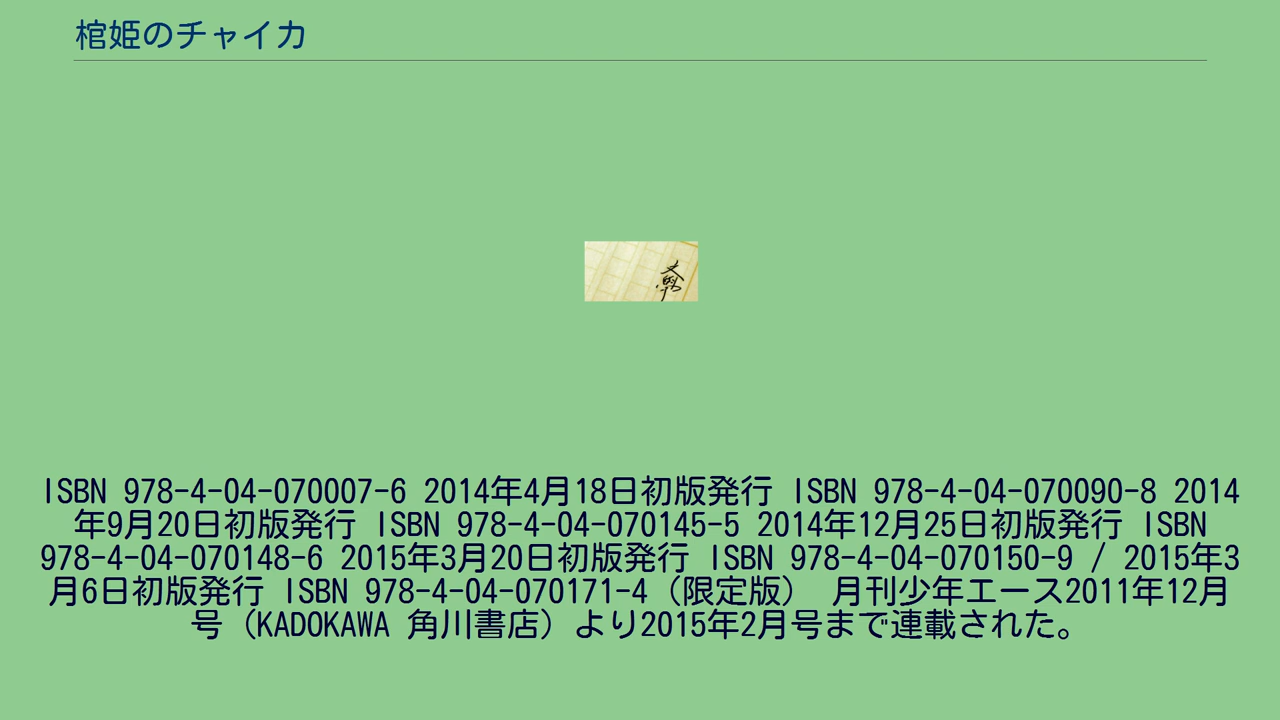 棺姫のチャイカ
ISBN 978-4-04-070007-6 2014年4月18日初版発行 ISBN 978-4-04-070090-8 2014
年9月20日初版発行 ISBN 978-4-04-070145-5 2014年12月25日初版発行 ISBN
978-4-04-070148-6 2015年3月20日初版発行 ISBN 978-4-04-070150-9 / 2015年3
月6日初版発行 ISBN 978-4-04-070171-4（限定版） 月刊少年エース2011年12月
号（KADOKAWA 角川書店）より2015年2月号まで連載された。